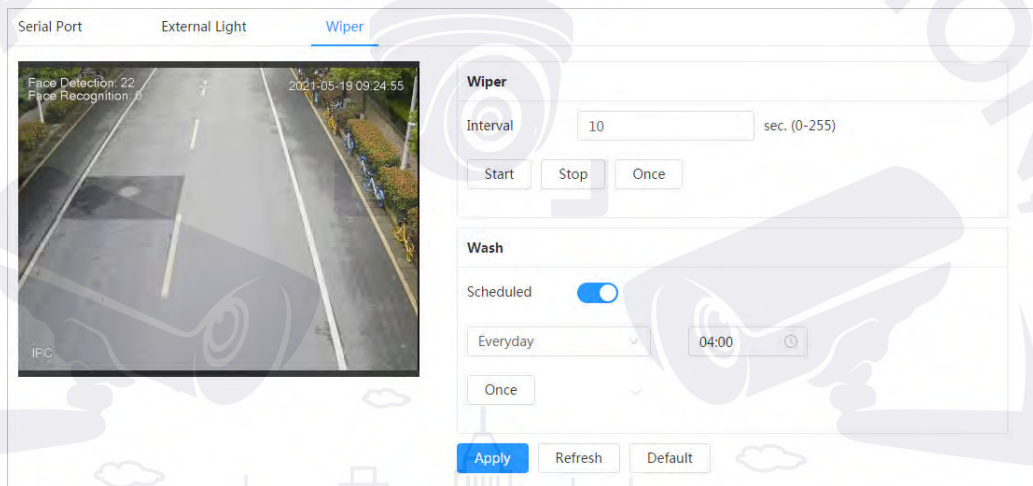 Serial Port External Light Wiper
Face Detection: 22
Face Recognition: 0
2021-05-19 09:24:55
IPC
Wiper
Interval 10 sec. (0-255)
Start Stop Once
Wash
Scheduled
Everyday 04:00
Once
Apply Refresh Default